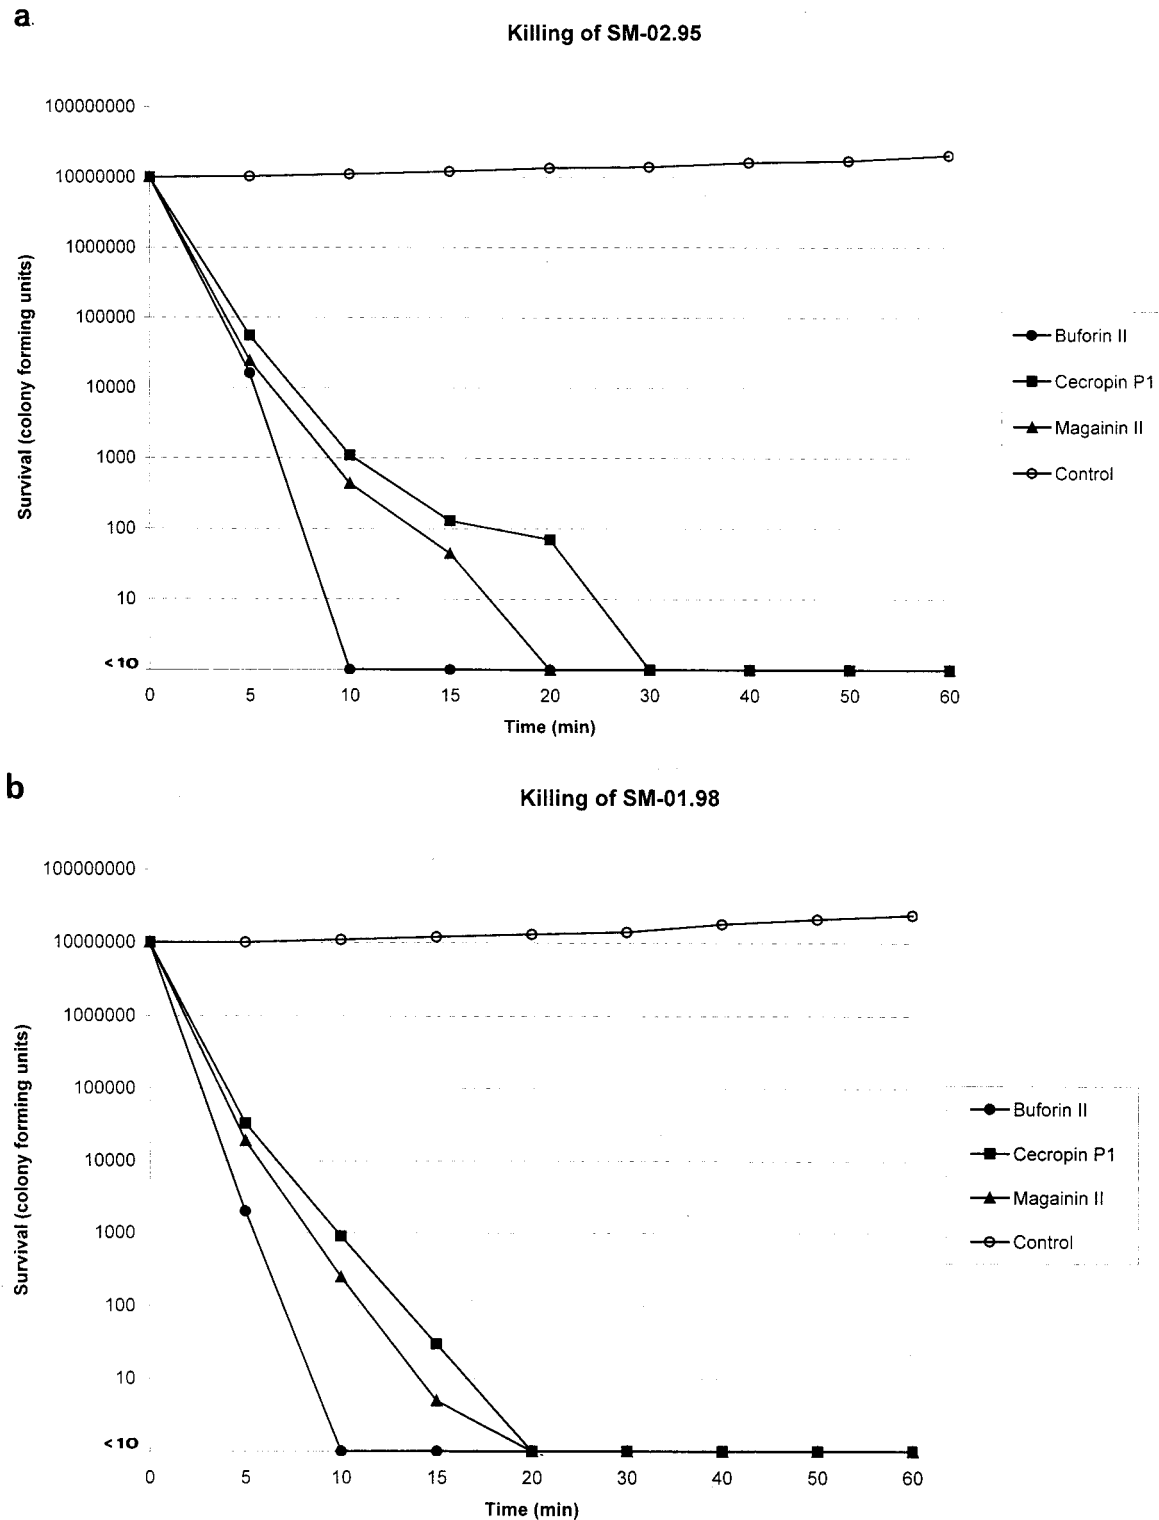 a.
Killing of SM-02.95
100000000
10000000
1000000
100000
10000
1000
100
10
<10
Survival (colony forming units)
0 5 10 15 20 30 40 50 60
Time (min)
Buforin II
Cecropin P1
Magainin II
Control
b
Killing of SM-01.98
100000000
10000000
1000000
100000
10000
1000
100
10
<10
Survival (colony forming units)
0 5 10 15 20 30 40 50 60
Time (min)
Buforin II
Cecropin P1
Magainin II
Control